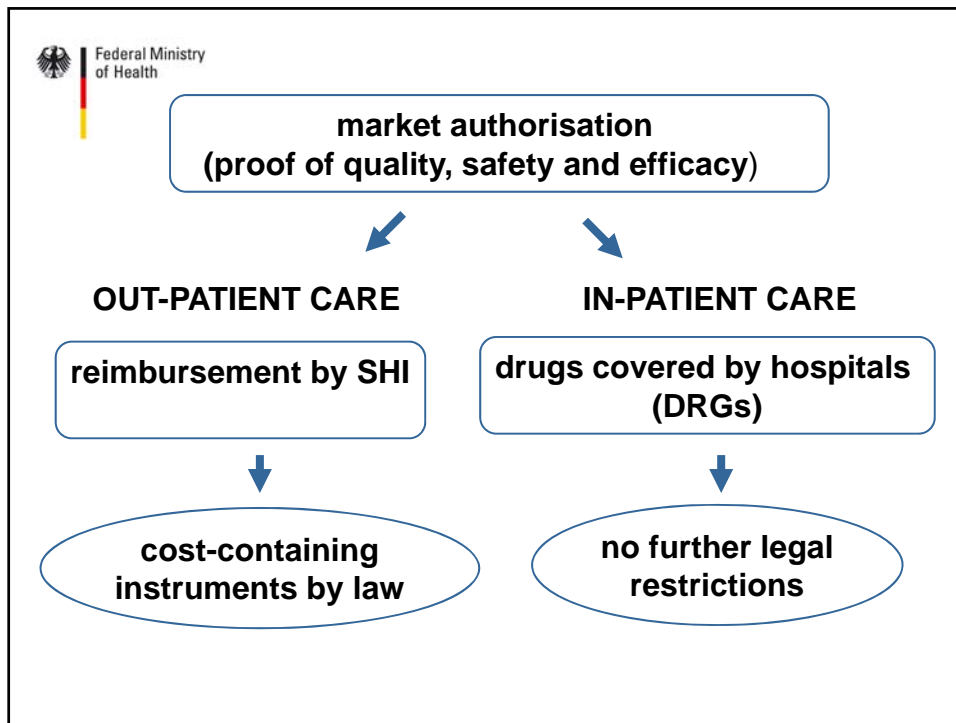 Federal Ministry
of Health
market authorisation
(proof of quality, safety and efficacy)
OUT-PATIENT CARE
IN-PATIENT CARE
reimbursement by SHI
drugs covered by hospitals
(DRGs)
cost-containing
instruments by law
no further legal
restrictions